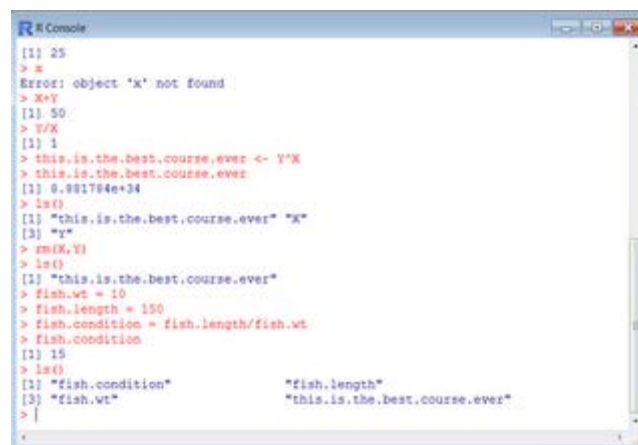 R Console
[1] 25
> x
Error: object 'x' not found
> X+Y
[1] 50
> Y/X
[1] 1
> this.is.the.best.course.ever <- Y^X
> this.is.the.best.course.ever
[1] 8.881784e+34
> ls()
[1] "this.is.the.best.course.ever" "X"
[3] "Y"
> rm(X,Y)
> ls()
[1] "this.is.the.best.course.ever"
> fish.wt = 10
> fish.length = 150
> fish.condition = fish.length/fish.wt
> fish.condition
[1] 15
> ls()
[1] "fish.condition" "fish.length"
[3] "fish.wt" "this.is.the.best.course.ever"
>